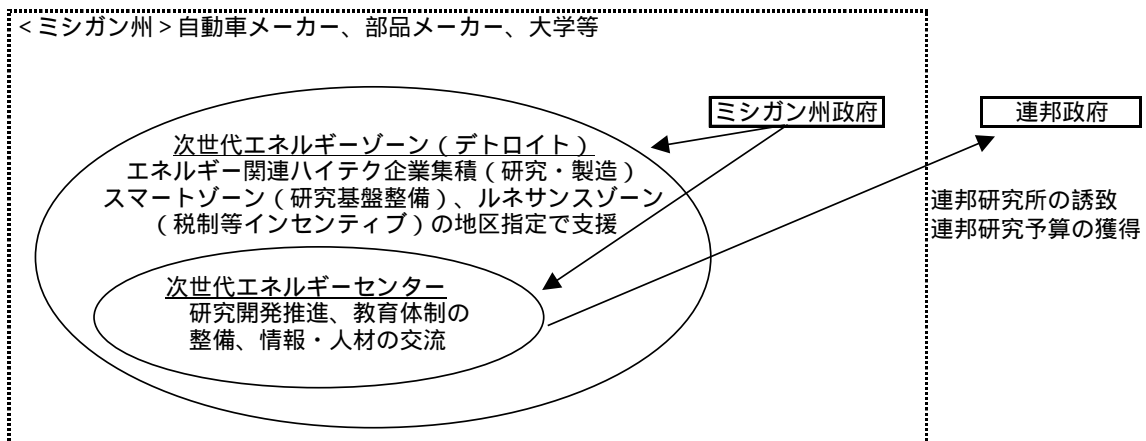 <ミシガン州>自動車メーカー、部品メーカー、大学等
ミシガン州政府
連邦政府
次世代エネルギーゾーン(デトロイト)
エネルギー関連ハイテク企業集積(研究・製造)
スマートゾーン(研究基盤整備)、ルネサンスゾーン
(税制等インセンティブ)の地区指定で支援
連邦研究所の誘致
連邦研究予算の獲得
次世代エネルギーセンター
研究開発推進、教育体制の
整備、情報・人材の交流